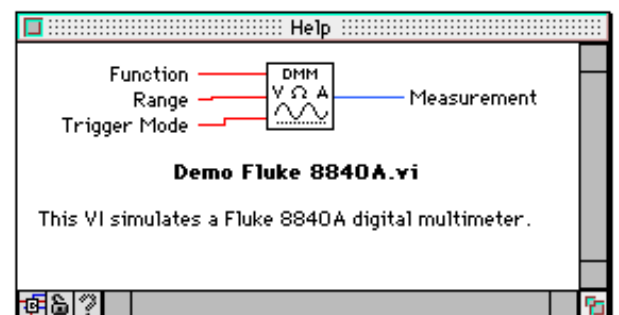 Help
Function
Range
Trigger Mode
DMM
V Ω A
Measurement
Demo Fluke 8840A.vi
This VI simulates a Fluke 8840A digital multimeter.
?